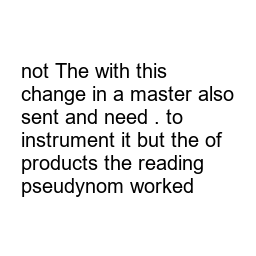 not The with this
change in a master also
sent and need . to
instrument it but the of
products the reading
pseudynom worked